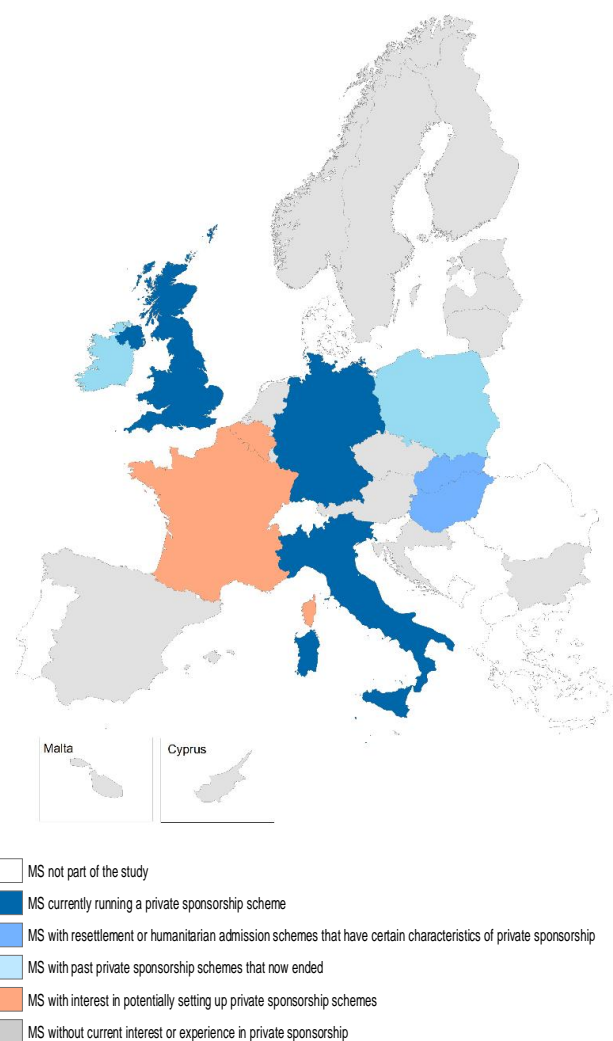 Malta
Cyprus
MS not part of the study
MS currently running a private sponsorship scheme
MS with resettlement or humanitarian admission schemes that have certain characteristics of private sponsorship
MS with past private sponsorship schemes that now ended
MS with interest in potentially setting up private sponsorship schemes
MS without current interest or experience in private sponsorship